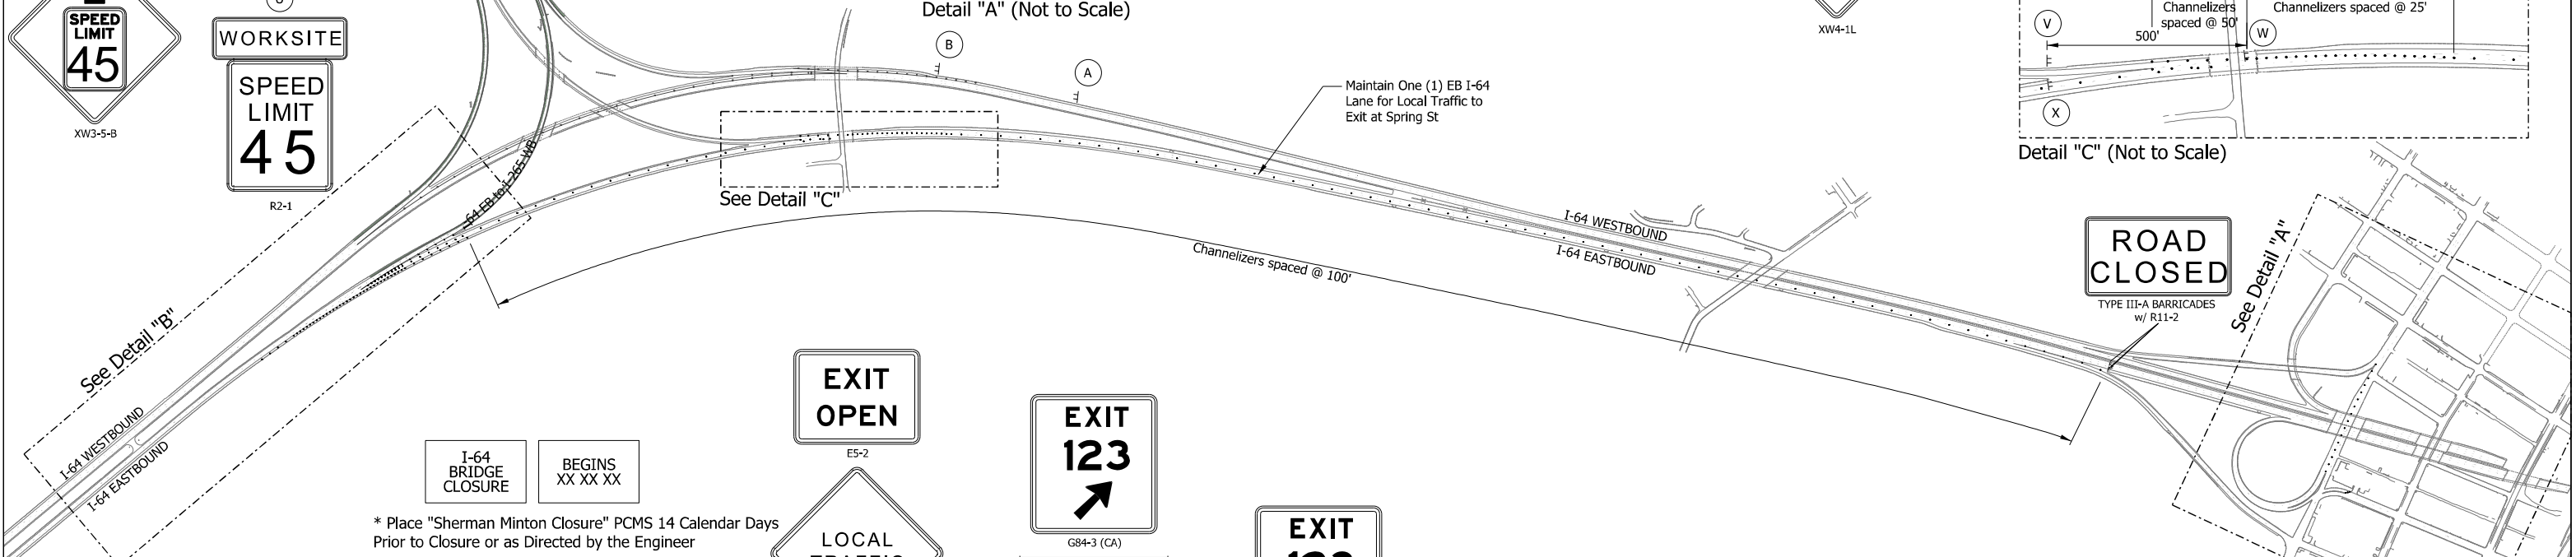 SPEED
LIMIT
45
XW3-5-B
WORKSITE
SPEED
LIMIT
45
R2-1
Detail "A" (Not to Scale)
B
A
Maintain One (1) EB I-64
Lane for Local Traffic to
Exit at Spring St
XW4-1L
V
Channelizers
spaced @ 50'
Channelizers spaced @ 25'
500'
W
X
Detail "C" (Not to Scale)
See Detail "C"
I-64 EB to I-265 WB
I-64 WESTBOUND
I-64 EASTBOUND
Channelizers spaced @ 100'
ROAD
CLOSED
TYPE III-A BARRICADES
w/ R11-2
See Detail "A"
See Detail "B"
I-64 WESTBOUND
I-64 EASTBOUND
I-64
BRIDGE
CLOSURE
BEGINS
XX XX XX
* Place "Sherman Minton Closure" PCMS 14 Calendar Days
Prior to Closure or as Directed by the Engineer
EXIT
OPEN
E5-2
LOCAL
TRAFFIC
EXIT
123
G84-3 (CA)
EXIT
123